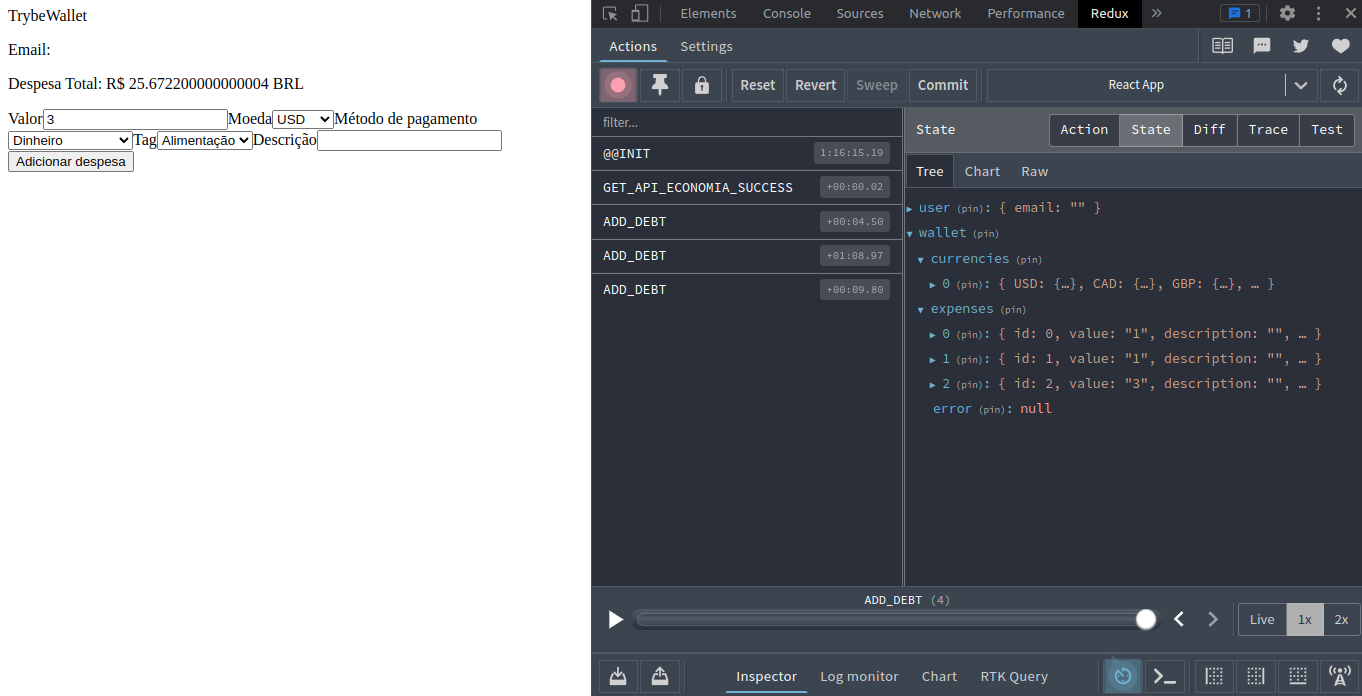 TrybeWallet
Email:
Despesa Total: R$ 25.672200000000004 BRL
Valor 3 Moeda USD Método de pagamento
Dinheiro Tag Alimentação Descrição
Adicionar despesa
Elements Console Sources Network Performance Redux » 1
Actions Settings
Reset Revert Sweep Commit React App
filter...
@@INIT 1:16:15.19
GET_API_ECONOMIA_SUCCESS +00:00.02
ADD_DEBT +00:04.50
ADD_DEBT +01:08.97
ADD_DEBT +00:09.80
State Action State Diff Trace Test
Tree Chart Raw
user (pin): { email: "" }
wallet (pin)
currencies (pin)
0 (pin): { USD: {…}, CAD: {…}, GBP: {…}, … }
expenses (pin)
0 (pin): { id: 0, value: "1", description: "", … }
1 (pin): { id: 1, value: "1", description: "", … }
2 (pin): { id: 2, value: "3", description: "", … }
error (pin): null
ADD_DEBT (4)
Live 1x 2x
Inspector Log monitor Chart RTK Query